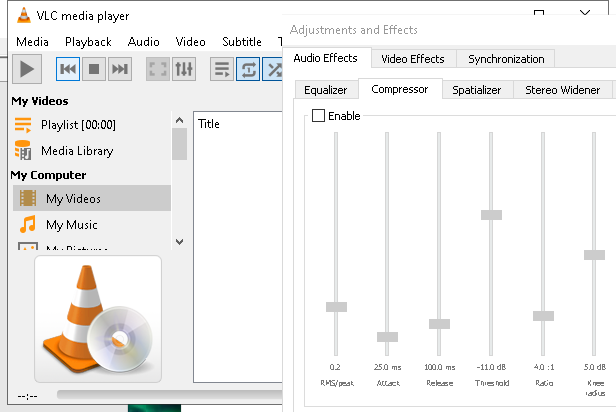 VLC media player
Media Playback Audio Video Subtitle T
My Videos
Playlist [00:00]
Media Library
My Computer
My Videos
My Music
My Pictures
Title
--:--
Adjustments and Effects
Audio Effects Video Effects Synchronization
Equalizer Compressor Spatializer Stereo Widener
Enable
0.2 25.0 ms 100.0 ms -11.0 dB 4.0 :1 5.0 dB
RMS/peak Attack Release Threshold Ratio Knee
radius